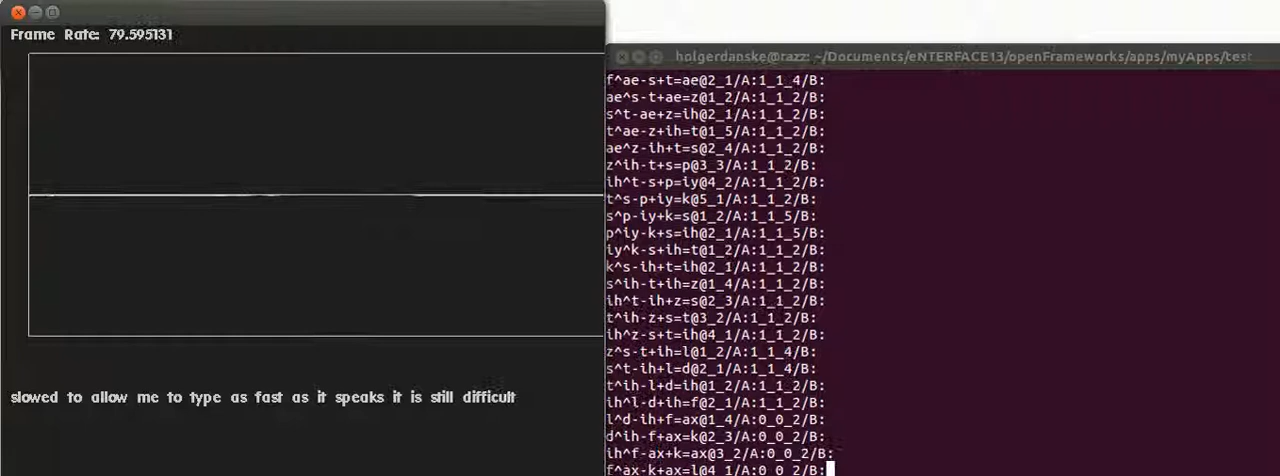 Frame Rate: 79.595131
slowed to allow me to type as fast as it speaks it is still difficult
holgerdanske@razz: ~/Documents/eNTERFACE13/openFrameworks/apps/myApps/test
f^ae-s+t=ae@2_1/A:1_1_4/B:
ae^s-t+ae=z@1_2/A:1_1_2/B:
s^t-ae+z=ih@2_1/A:1_1_2/B:
t^ae-z+ih=t@1_5/A:1_1_2/B:
ae^z-ih+t=s@2_4/A:1_1_2/B:
z^ih-t+s=p@3_3/A:1_1_2/B:
ih^t-s+p=iy@4_2/A:1_1_2/B:
t^s-p+iy=k@5_1/A:1_1_2/B:
s^p-iy+k=s@1_2/A:1_1_5/B:
p^iy-k+s=ih@2_1/A:1_1_5/B:
iy^k-s+ih=t@1_2/A:1_1_2/B:
k^s-ih+t=ih@2_1/A:1_1_2/B:
s^ih-t+ih=z@1_4/A:1_1_2/B:
ih^t-ih+z=s@2_3/A:1_1_2/B:
t^ih-z+s=t@3_2/A:1_1_2/B:
ih^z-s+t=ih@4_1/A:1_1_2/B:
z^s-t+ih=l@1_2/A:1_1_4/B:
s^t-ih+l=d@2_1/A:1_1_4/B:
t^ih-l+d=ih@1_2/A:1_1_2/B:
ih^l-d+ih=f@2_1/A:1_1_2/B:
l^d-ih+f=ax@1_4/A:0_0_2/B:
d^ih-f+ax=k@2_3/A:0_0_2/B:
ih^f-ax+k=ax@3_2/A:0_0_2/B:
f^ax-k+ax=l@4_1/A:0_0_2/B: